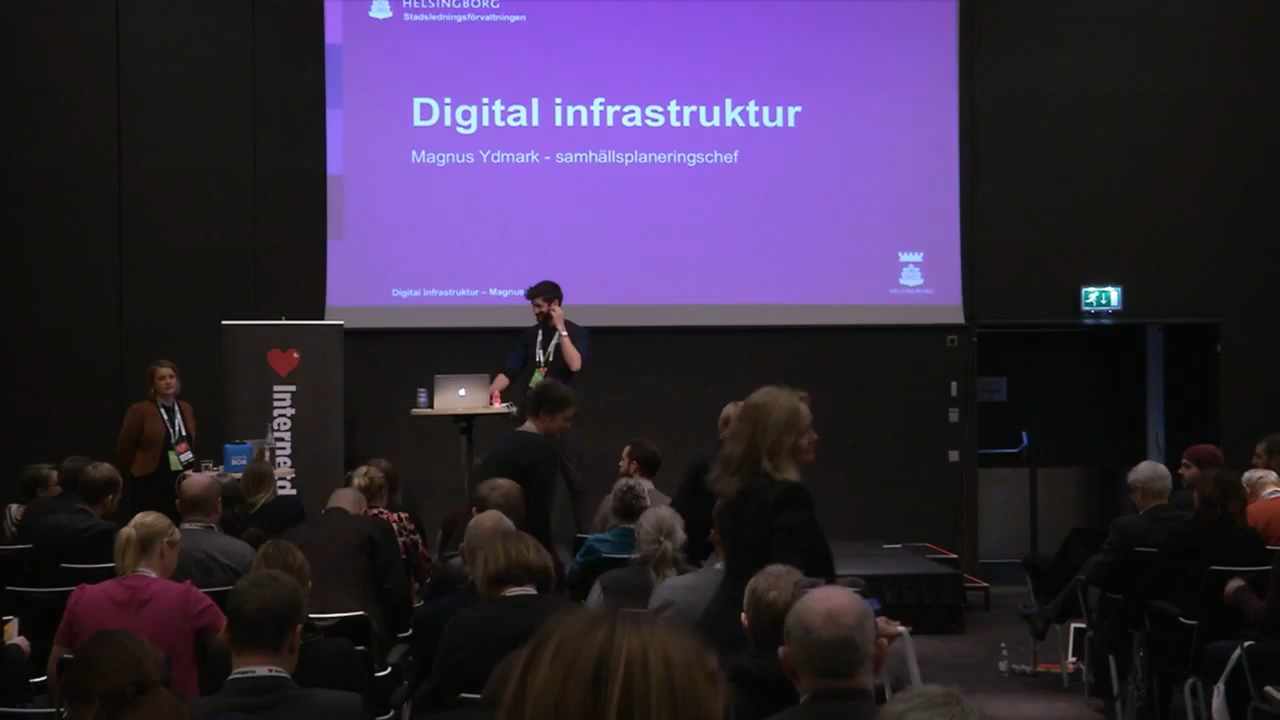 HELSINGBORG
Stadsledningsförvaltningen
Digital infrastruktur
Magnus Ydmark - samhällsplaneringschef
Digital infrastruktur – Magnus
HELSINGBORG
Internetd